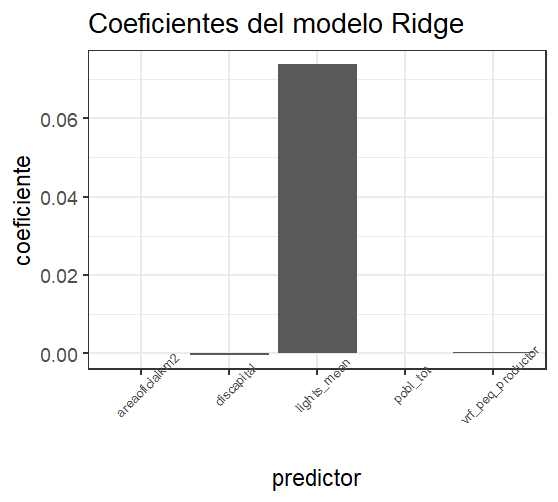 Coeficientes del modelo Ridge
coeficiente
0.06
0.04
0.02
0.00
areaoficialkm2
discapital
lights_mean
pobl_tot
vrf_peq_productor
predictor